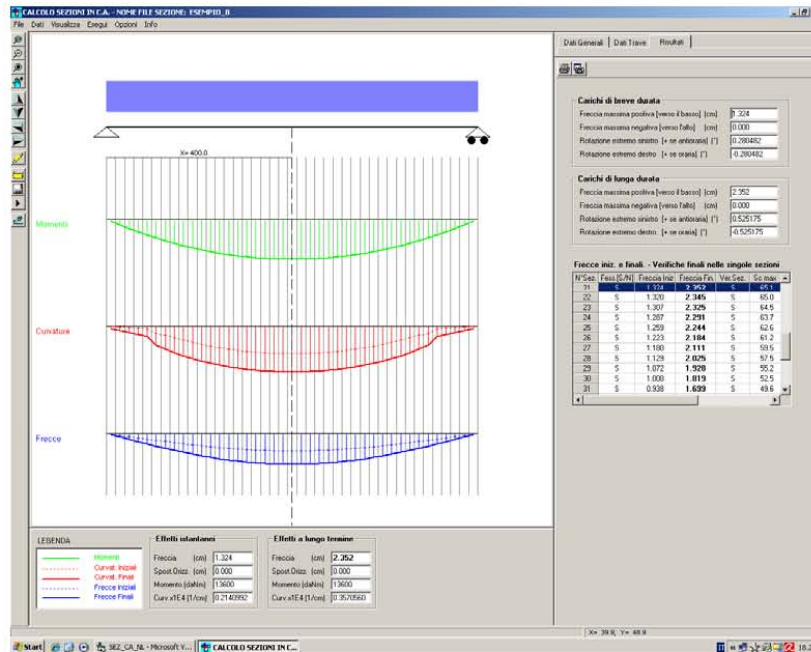 CALCOLO SEZIONI IN C.A. - NOME FILE SEZIONE: ESEMPIO_8
File Dati Visualizza Esegui Opzioni Info
X= 400.0
Momenti
Curvature
Frecce
LEGENDA
Momenti
Curvat. Iniziali
Curvat. Finali
Frecce Iniziali
Frecce Finali
Effetti istantanei
Freccia (cm) 1.324
Spost.Orizz. (cm) 0.000
Momento (daNm) 13600
Curv.x1E4 [1/cm] 0.2140992
Effetti a lungo termine
Freccia (cm) 2.352
Spost.Orizz. (cm) 0.000
Momento (daNm) 13600
Curv.x1E4 [1/cm] 0.3570560
Dati Generali Dati Trave Risultati
Carichi di breve durata
Freccia massima positiva [verso il basso] (cm) 1.324
Freccia massima negativa [verso l'alto] (cm) 0.000
Rotazione estremo sinistro [+ se antioraria] (°) 0.280482
Rotazione estremo destro [+ se oraria] (°) -0.280482
Carichi di lunga durata
Freccia massima positiva [verso il basso] (cm) 2.352
Freccia massima negativa [verso l'alto] (cm) 0.000
Rotazione estremo sinistro [+ se antioraria] (°) 0.525175
Rotazione estremo destro [+ se oraria] (°) -0.525175
Frecce iniz. e finali. - Verifiche finali nelle singole sezioni
N°Sez. Fess.[S/N] Freccia Iniz Freccia Fin. Ver.Sez. Sc max
21 S 1.324 2.352 S 65.1
22 S 1.320 2.345 S 65.0
23 S 1.307 2.325 S 64.5
24 S 1.287 2.291 S 63.7
25 S 1.259 2.244 S 62.6
26 S 1.223 2.184 S 61.2
27 S 1.180 2.111 S 59.5
28 S 1.129 2.025 S 57.5
29 S 1.072 1.928 S 55.2
30 S 1.008 1.819 S 52.5
31 S 0.938 1.699 S 49.6
X= 39.8, Y= 48.8
Start SEZ_CA_NL - Microsoft V... CALCOLO SEZIONI IN C...